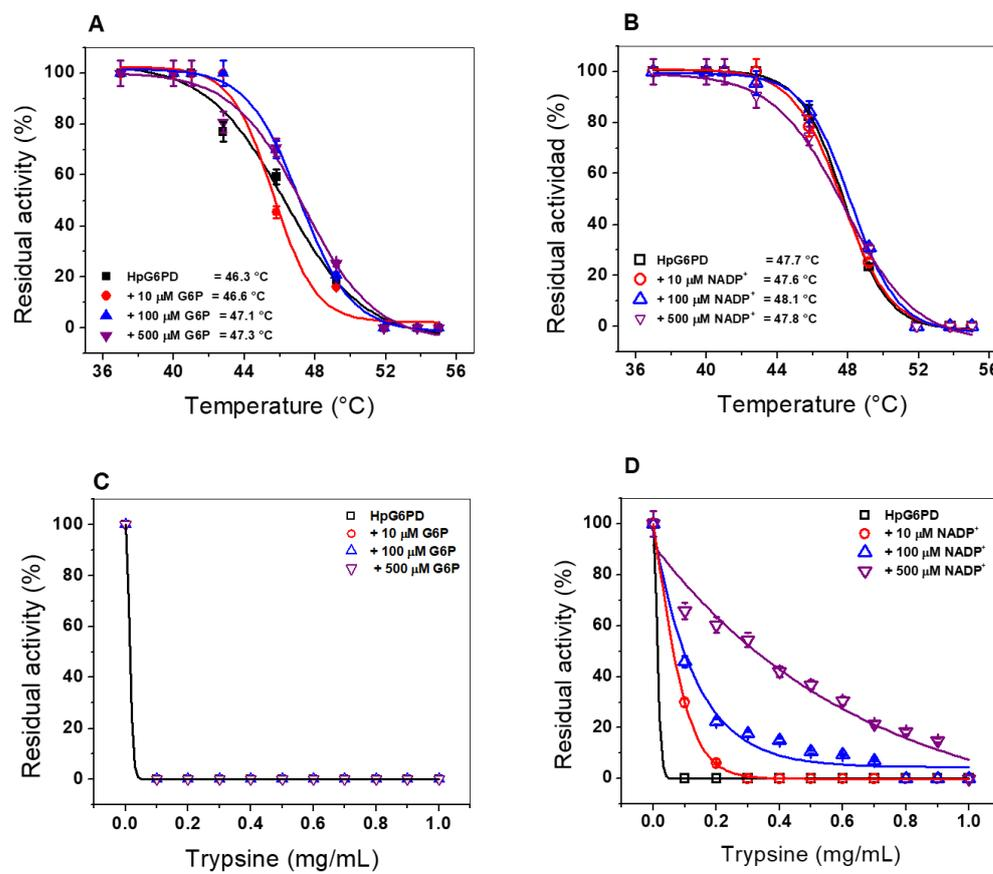 A
Residual activity (%)
100
80
60
40
20
0
HpG6PD = 46.3 °C
+ 10 µM G6P = 46.6 °C
+ 100 µM G6P = 47.1 °C
+ 500 µM G6P = 47.3 °C
36 40 44 48 52 56
Temperature (°C)
B
Residual actividad (%)
100
80
60
40
20
0
HpG6PD = 47.7 °C
+ 10 µM NADP⁺ = 47.6 °C
+ 100 µM NADP⁺ = 48.1 °C
+ 500 µM NADP⁺ = 47.8 °C
36 40 44 48 52 56
Temperature (°C)
C
Residual activity (%)
100
80
60
40
20
0
HpG6PD
+ 10 µM G6P
+ 100 µM G6P
+ 500 µM G6P
0.0 0.2 0.4 0.6 0.8 1.0
Trypsine (mg/mL)
D
Residual activity (%)
100
80
60
40
20
0
HpG6PD
+ 10 µM NADP⁺
+ 100 µM NADP⁺
+ 500 µM NADP⁺
0.0 0.2 0.4 0.6 0.8 1.0
Trypsine (mg/mL)